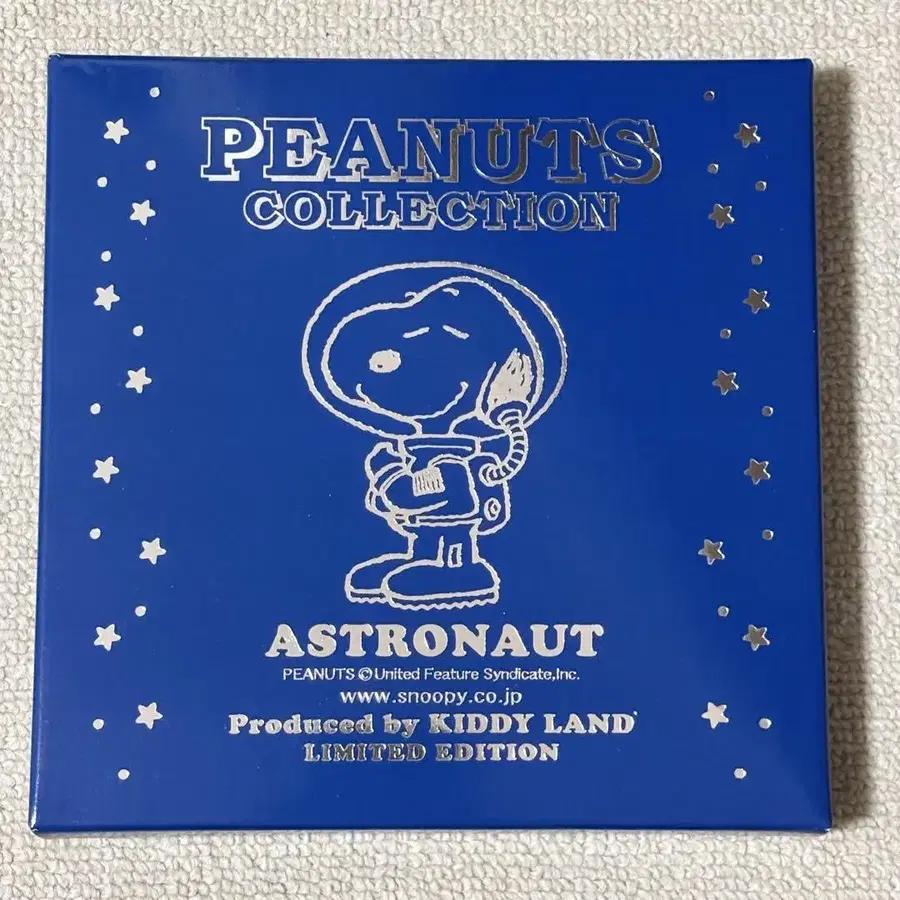 PEANUTS
COLLECTION
ASTRONAUT
PEANUTS © United Feature Syndicate,Inc.
www.snoopy.co.jp
Produced by KIDDY LAND
LIMITED EDITION